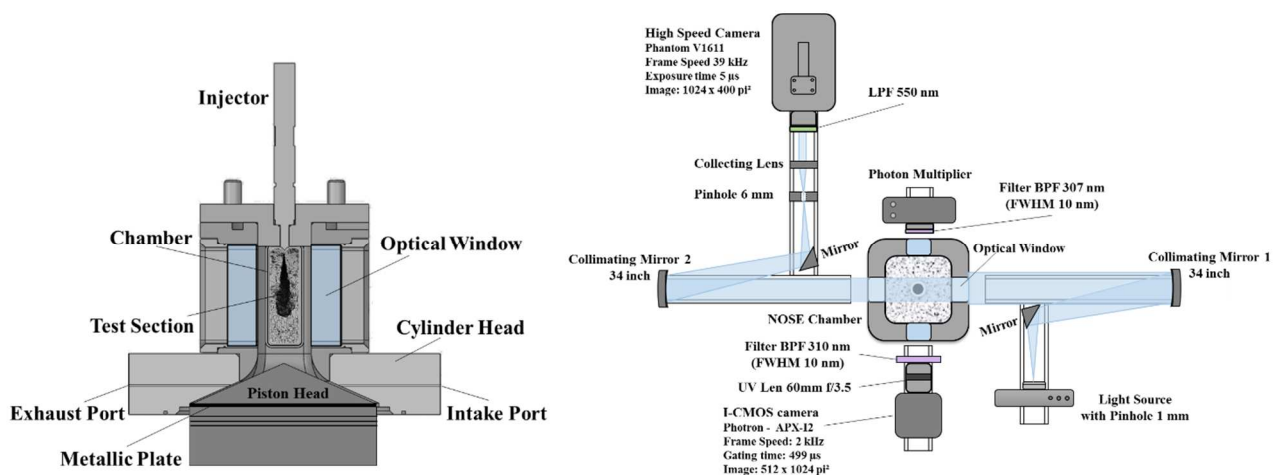 Injector
Chamber
Optical Window
Test Section
Cylinder Head
Piston Head
Exhaust Port
Intake Port
Metallic Plate
High Speed Camera
Phantom V1611
Frame Speed 39 kHz
Exposure time 5 µs
Image: 1024 x 400 pi²
LPF 550 nm
Collecting Lens
Pinhole 6 mm
Photon Multiplier
Filter BPF 307 nm
(FWHM 10 nm)
Mirror
Optical Window
Collimating Mirror 2
34 inch
Collimating Mirror 1
34 inch
NOSE Chamber
Mirror
Filter BPF 310 nm
(FWHM 10 nm)
UV Len 60mm f/3.5
I-CMOS camera
Photron - APX-I2
Frame Speed: 2 kHz
Gating time: 499 µs
Image: 512 x 1024 pi²
Light Source
with Pinhole 1 mm